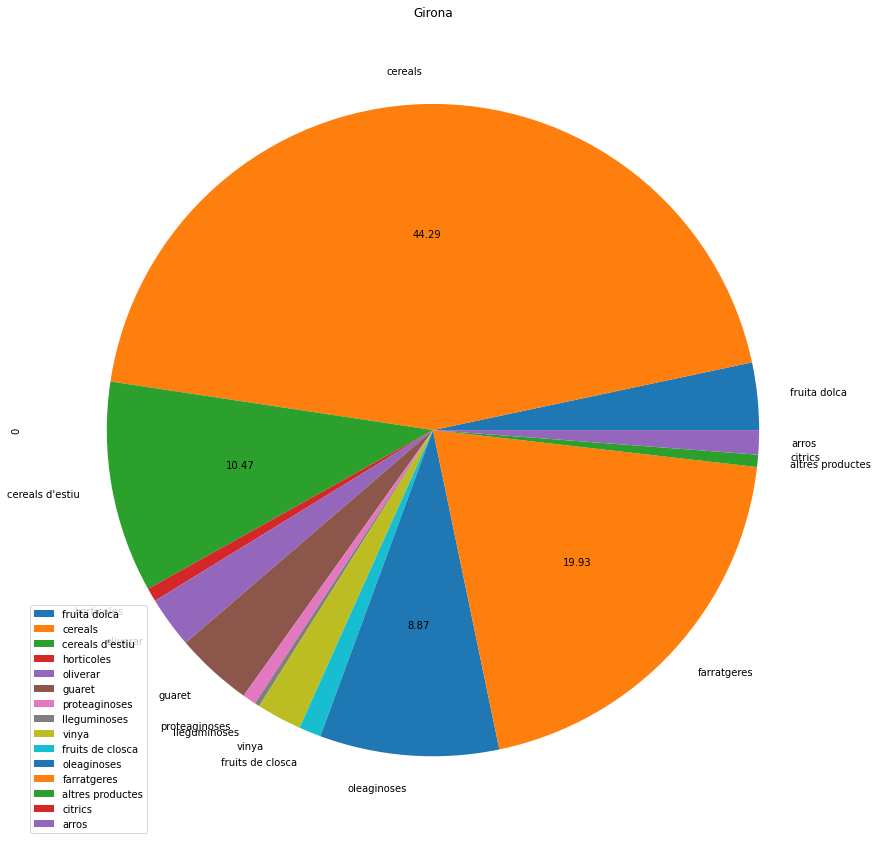 Girona
cereals
44.29
fruita dolca
0
arros
citrics
altres productes
10.47
cereals d'estiu
19.93
8.87
farratgeres
horticoles
oliverar
guaret
proteaginoses
lleguminoses
vinya
fruits de closca
oleaginoses
fruita dolca
cereals
cereals d'estiu
horticoles
oliverar
guaret
proteaginoses
lleguminoses
vinya
fruits de closca
oleaginoses
farratgeres
altres productes
citrics
arros